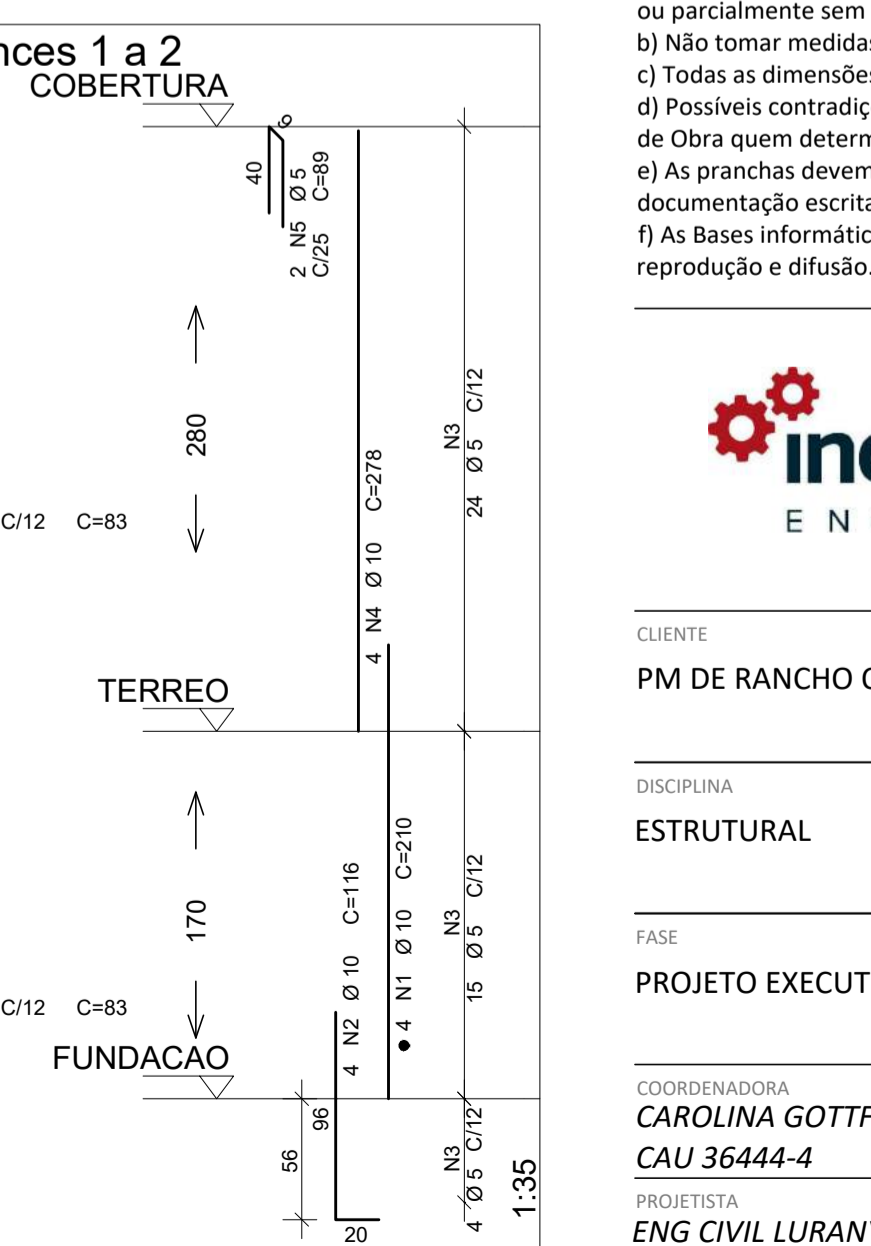 nces 1 a 2
COBERTURA
9
40
2 N5 Ø 5
C/25 C=89
280
4 N4 Ø 10 C=278
N3
24 Ø 5 C/12
C/12 C=83
TERREO
170
4 N2 Ø 10 C=116
4 N1 Ø 10 C=210
N3
15 Ø 5 C/12
C/12 C=83
FUNDACAO
56
96
20
N3
4 Ø 5 C/12
1:35
ou parcialmente sem
b) Não tomar medidas
c) Todas as dimensões
d) Possíveis contradiç
de Obra quem determ
e) As pranchas devem
documentação escrita
f) As Bases informátic
reprodução e difusão.
E N
CLIENTE
PM DE RANCHO
DISCIPLINA
ESTRUTURAL
FASE
PROJETO EXECUT
COORDENADORA
CAROLINA GOTTF
CAU 36444-4
PROJETISTA
ENG CIVIL LURANY